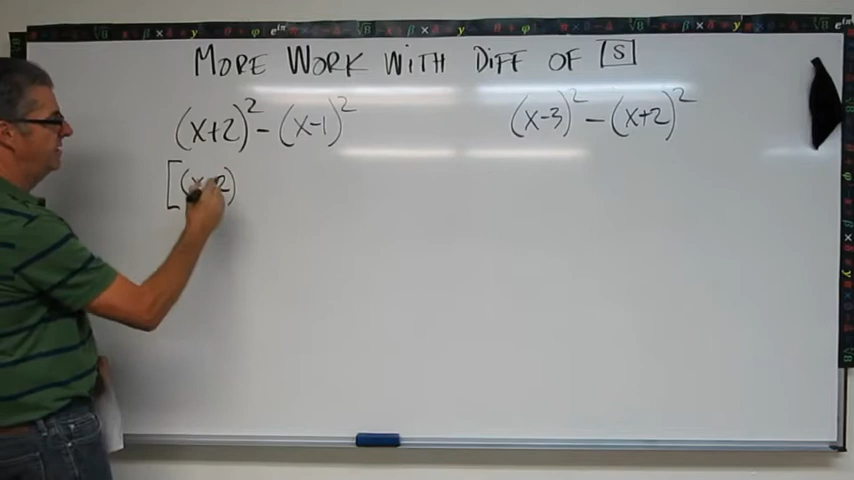 MORE WORK WITH DIFF OF [S]
(x+2)² - (x-1)²
(x-3)² - (x+2)²
[(x+2)